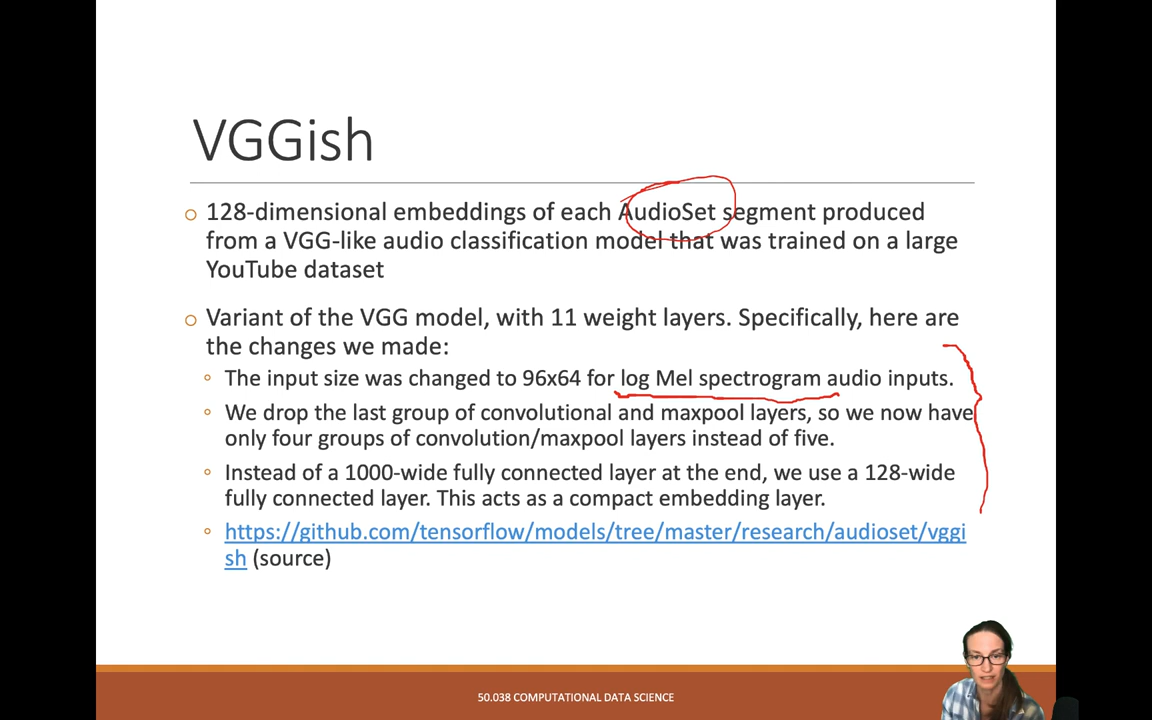 VGGish
128-dimensional embeddings of each AudioSet segment produced
from a VGG-like audio classification model that was trained on a large
YouTube dataset
Variant of the VGG model, with 11 weight layers. Specifically, here are
the changes we made:
The input size was changed to 96x64 for log Mel spectrogram audio inputs.
We drop the last group of convolutional and maxpool layers, so we now have
only four groups of convolution/maxpool layers instead of five.
Instead of a 1000-wide fully connected layer at the end, we use a 128-wide
fully connected layer. This acts as a compact embedding layer.
https://github.com/tensorflow/models/tree/master/research/audioset/vggi
sh (source)
50.038 COMPUTATIONAL DATA SCIENCE